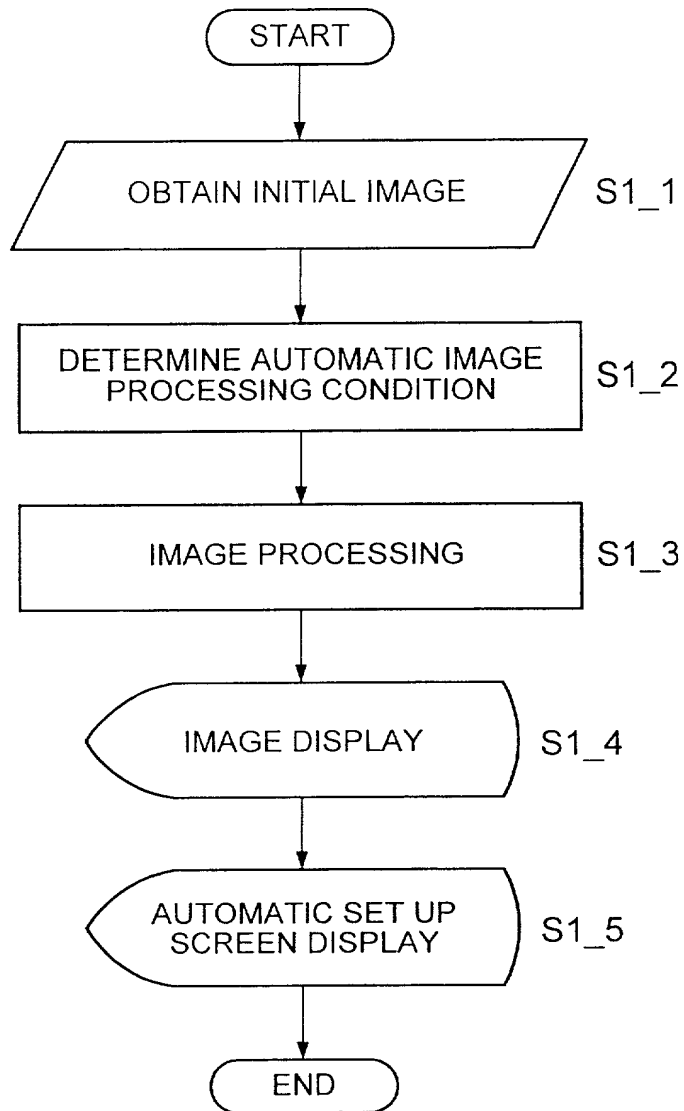 START
OBTAIN INITIAL IMAGE S1_1
DETERMINE AUTOMATIC IMAGE
PROCESSING CONDITION S1_2
IMAGE PROCESSING S1_3
IMAGE DISPLAY S1_4
AUTOMATIC SET UP
SCREEN DISPLAY S1_5
END